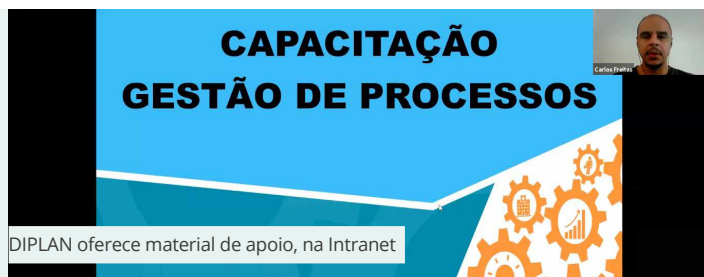 CAPACITAÇÃO
GESTÃO DE PROCESSOS
Carlos Freitas
DIPLAN oferece material de apoio, na Intranet